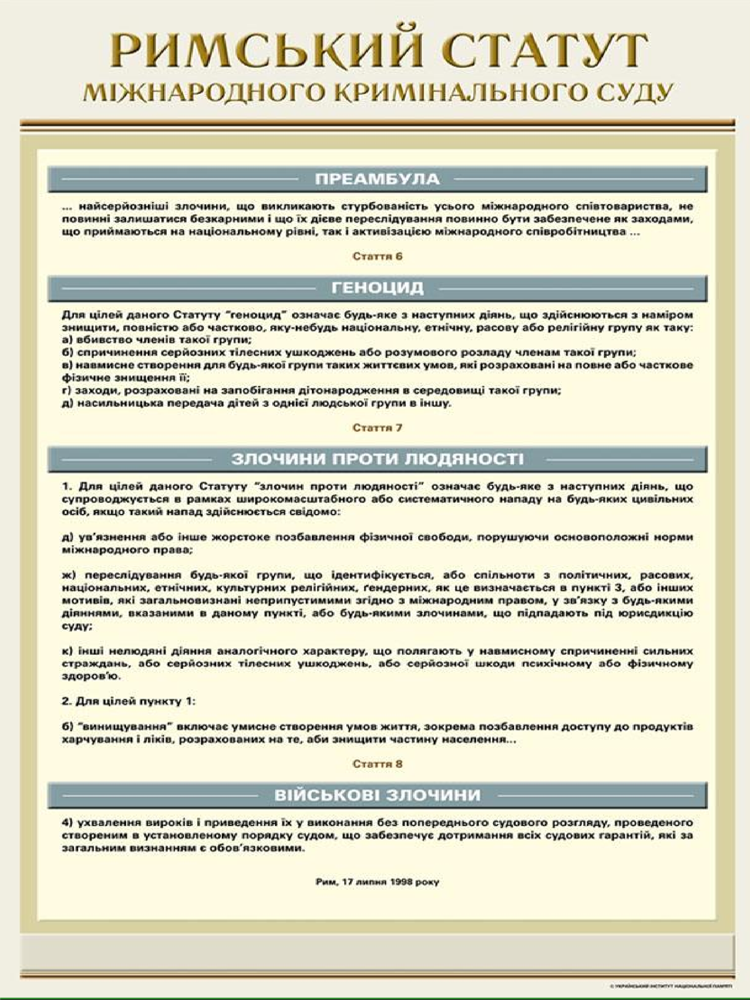 РИМСЬКИЙ СТАТУТ
МІЖНАРОДНОГО КРИМІНАЛЬНОГО СУДУ
ПРЕАМБУЛА
... найсерйозніші злочини, що викликають стурбованість усього міжнародного співтовариства, не
повинні залишатися безкарними і що їх дієве переслідування повинно бути забезпечене як заходами,
що приймаються на національному рівні, так і активізацією міжнародного співробітництва ...
Стаття 6
ГЕНОЦИД
Для цілей даного Статуту “геноцид” означає будь-яке з наступних діянь, що здійснюються з наміром
знищити, повністю або частково, яку-небудь національну, етнічну, расову або релігійну групу як таку:
а) вбивство членів такої групи;
б) спричинення серйозних тілесних ушкоджень або розумового розладу членам такої групи;
в) навмисне створення для будь-якої групи таких життєвих умов, які розраховані на повне або часткове
фізичне знищення її;
г) заходи, розраховані на запобігання дітонародження в середовищі такої групи;
д) насильницька передача дітей з однієї людської групи в іншу.
Стаття 7
ЗЛОЧИНИ ПРОТИ ЛЮДЯНОСТІ
1. Для цілей даного Статуту “злочин проти людяності” означає будь-яке з наступних діянь, що
супроводжується в рамках широкомасштабного або систематичного нападу на будь-яких цивільних
осіб, якщо такий напад здійснюється свідомо:
д) ув’язнення або інше жорстоке позбавлення фізичної свободи, порушуючи основоположні норми
міжнародного права;
ж) переслідування будь-якої групи, що ідентифікується, або спільноти з політичних, расових,
національних, етнічних, культурних релігійних, ґендерних, як це визначається в пункті 3, або інших
мотивів, які загальновизнані неприпустимими згідно з міжнародним правом, у зв’язку з будь-якими
діяннями, вказаними в даному пункті, або будь-якими злочинами, що підпадають під юрисдикцію
суду;
к) інші нелюдяні діяння аналогічного характеру, що полягають у навмисному спричиненні сильних
страждань, або серйозних тілесних ушкоджень, або серйозної шкоди психічному або фізичному
здоров’ю.
2. Для цілей пункту 1:
б) “винищування” включає умисне створення умов життя, зокрема позбавлення доступу до продуктів
харчування і ліків, розрахованих на те, аби знищити частину населення...
Стаття 8
ВІЙСЬКОВІ ЗЛОЧИНИ
4) ухвалення вироків і приведення їх у виконання без попереднього судового розгляду, проведеного
створеним в установленому порядку судом, що забезпечує дотримання всіх судових гарантій, які за
загальним визнанням є обов’язковими.
Рим, 17 липня 1998 року
© УКРАЇНСЬКИЙ ІНСТИТУТ НАЦІОНАЛЬНОЇ ПАМ’ЯТІ